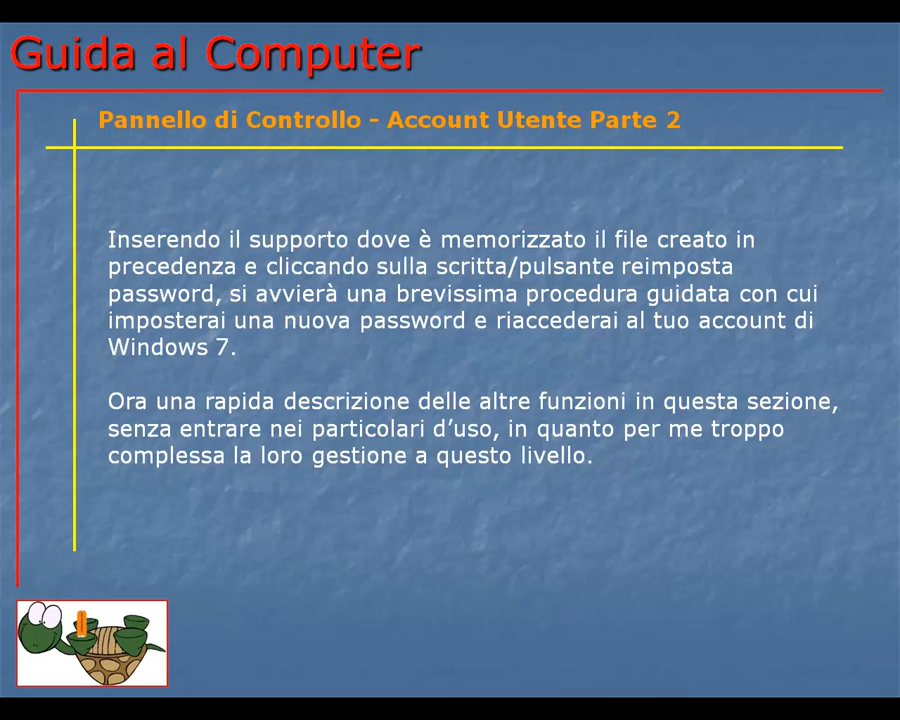 Guida al Computer
Pannello di Controllo - Account Utente Parte 2
Inserendo il supporto dove è memorizzato il file creato in
precedenza e cliccando sulla scritta/pulsante reimposta
password, si avvierà una brevissima procedura guidata con cui
imposterai una nuova password e riaccederai al tuo account di
Windows 7.
Ora una rapida descrizione delle altre funzioni in questa sezione,
senza entrare nei particolari d’uso, in quanto per me troppo
complessa la loro gestione a questo livello.